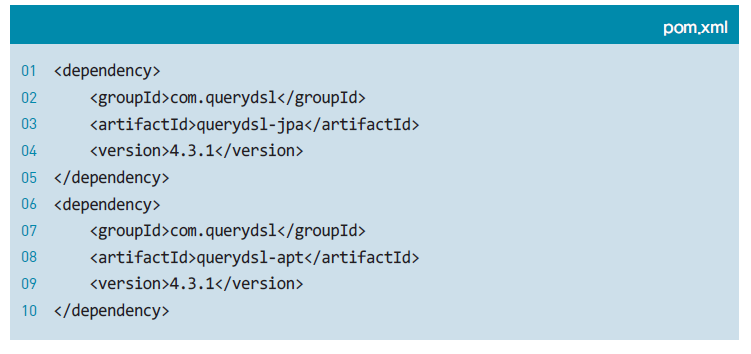 pom.xml
01 <dependency>
02     <groupId>com.querydsl</groupId>
03     <artifactId>querydsl-jpa</artifactId>
04     <version>4.3.1</version>
05 </dependency>
06 <dependency>
07     <groupId>com.querydsl</groupId>
08     <artifactId>querydsl-apt</artifactId>
09     <version>4.3.1</version>
10 </dependency>